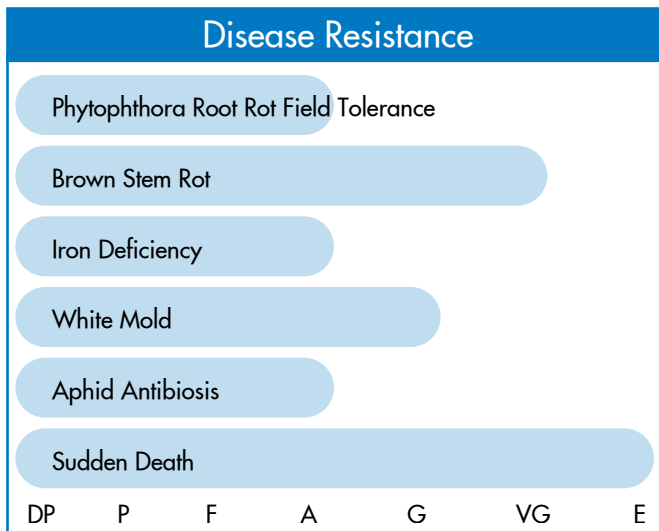 Disease Resistance
Phytophthora Root Rot Field Tolerance
Brown Stem Rot
Iron Deficiency
White Mold
Aphid Antibiosis
Sudden Death
DP P F A G VG E